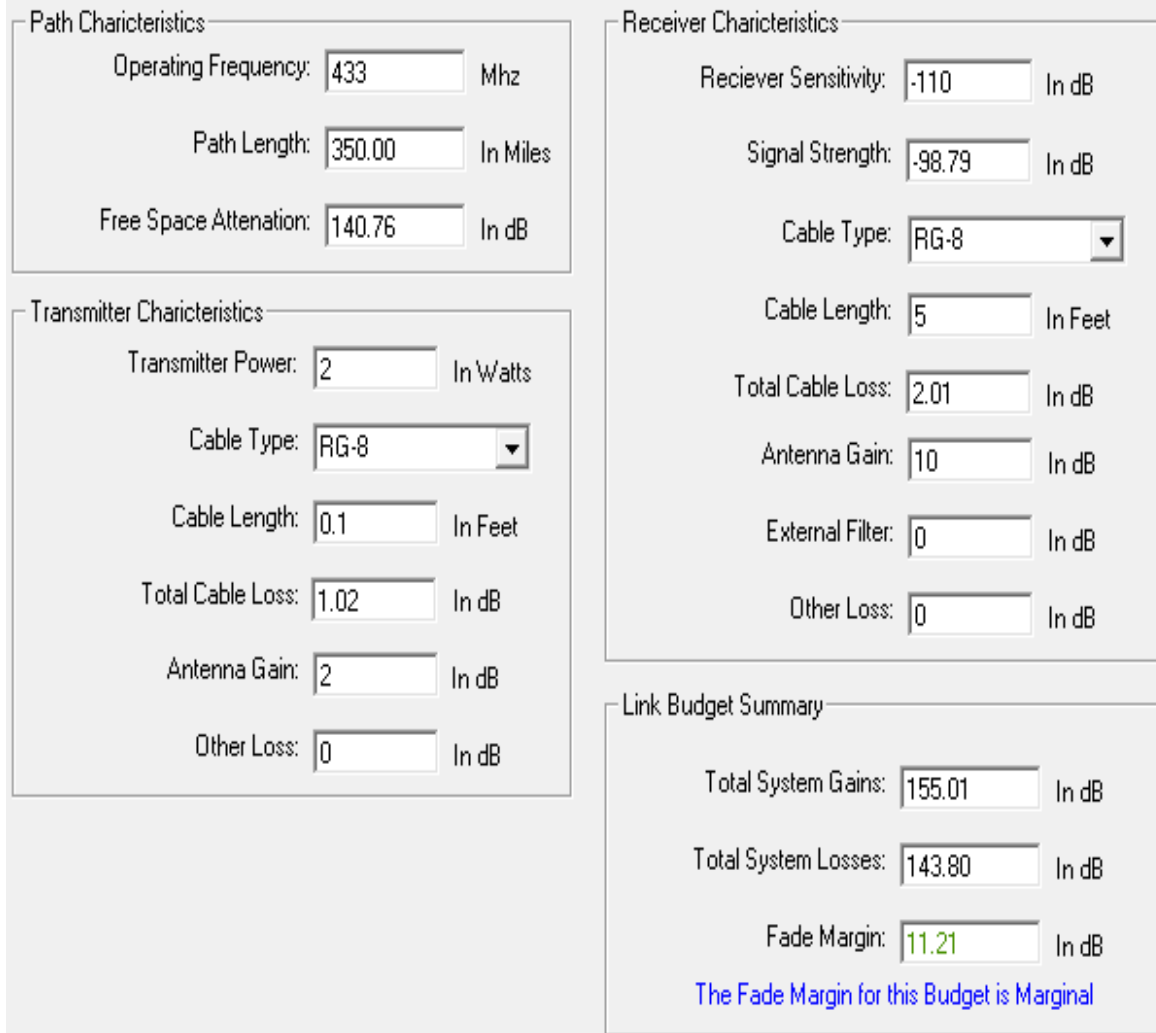 Path Charicteristics
Operating Frequency: 433 Mhz
Path Length: 350.00 In Miles
Free Space Attenation: 140.76 In dB
Transmitter Charicteristics
Transmitter Power: 2 In Watts
Cable Type: RG-8
Cable Length: 0.1 In Feet
Total Cable Loss: 1.02 In dB
Antenna Gain: 2 In dB
Other Loss: 0 In dB
Receiver Charicteristics
Reciever Sensitivity: -110 In dB
Signal Strength: -98.79 In dB
Cable Type: RG-8
Cable Length: 5 In Feet
Total Cable Loss: 2.01 In dB
Antenna Gain: 10 In dB
External Filter: 0 In dB
Other Loss: 0 In dB
Link Budget Summary
Total System Gains: 155.01 In dB
Total System Losses: 143.80 In dB
Fade Margin: 11.21 In dB
The Fade Margin for this Budget is Marginal